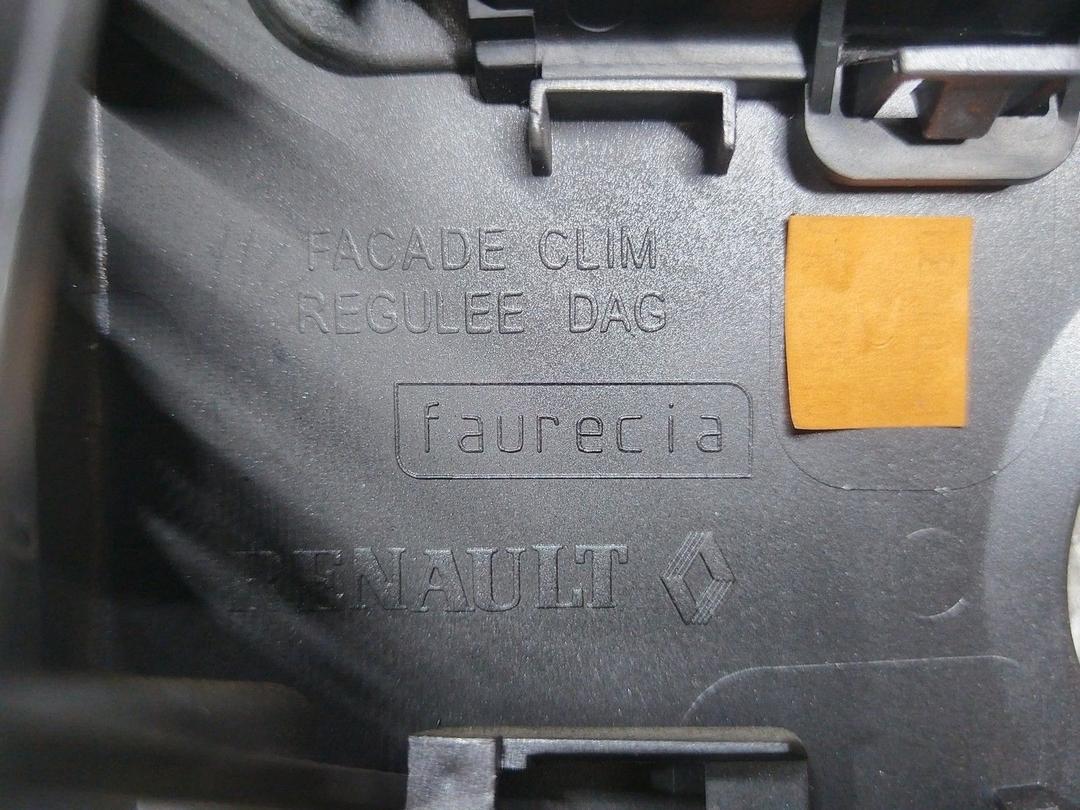 FACADE CLIM
REGULEE DAG
faurecia
RENAULT